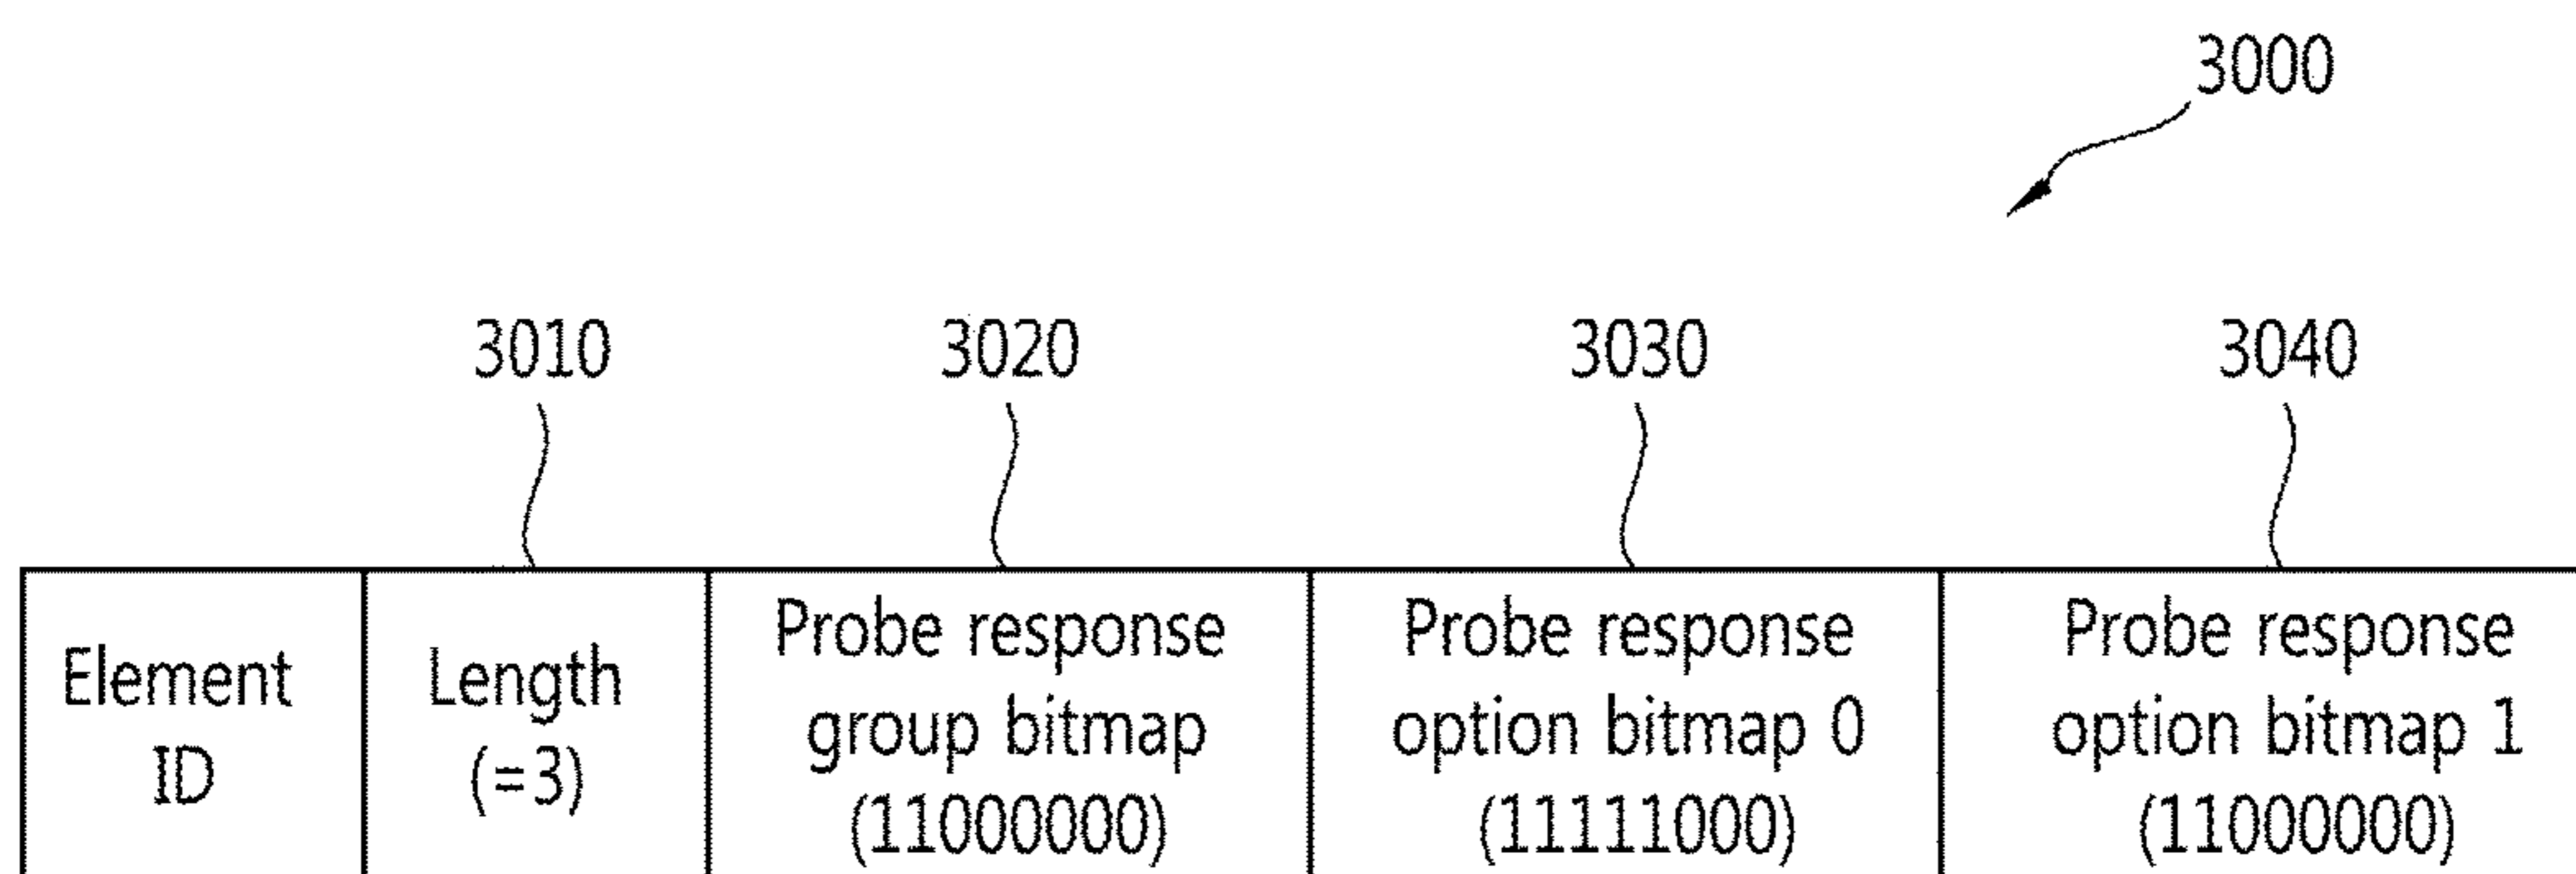 3000
3010 3020 3030 3040
Element ID
Length (=3)
Probe response group bitmap (11000000)
Probe response option bitmap 0 (11111000)
Probe response option bitmap 1 (11000000)